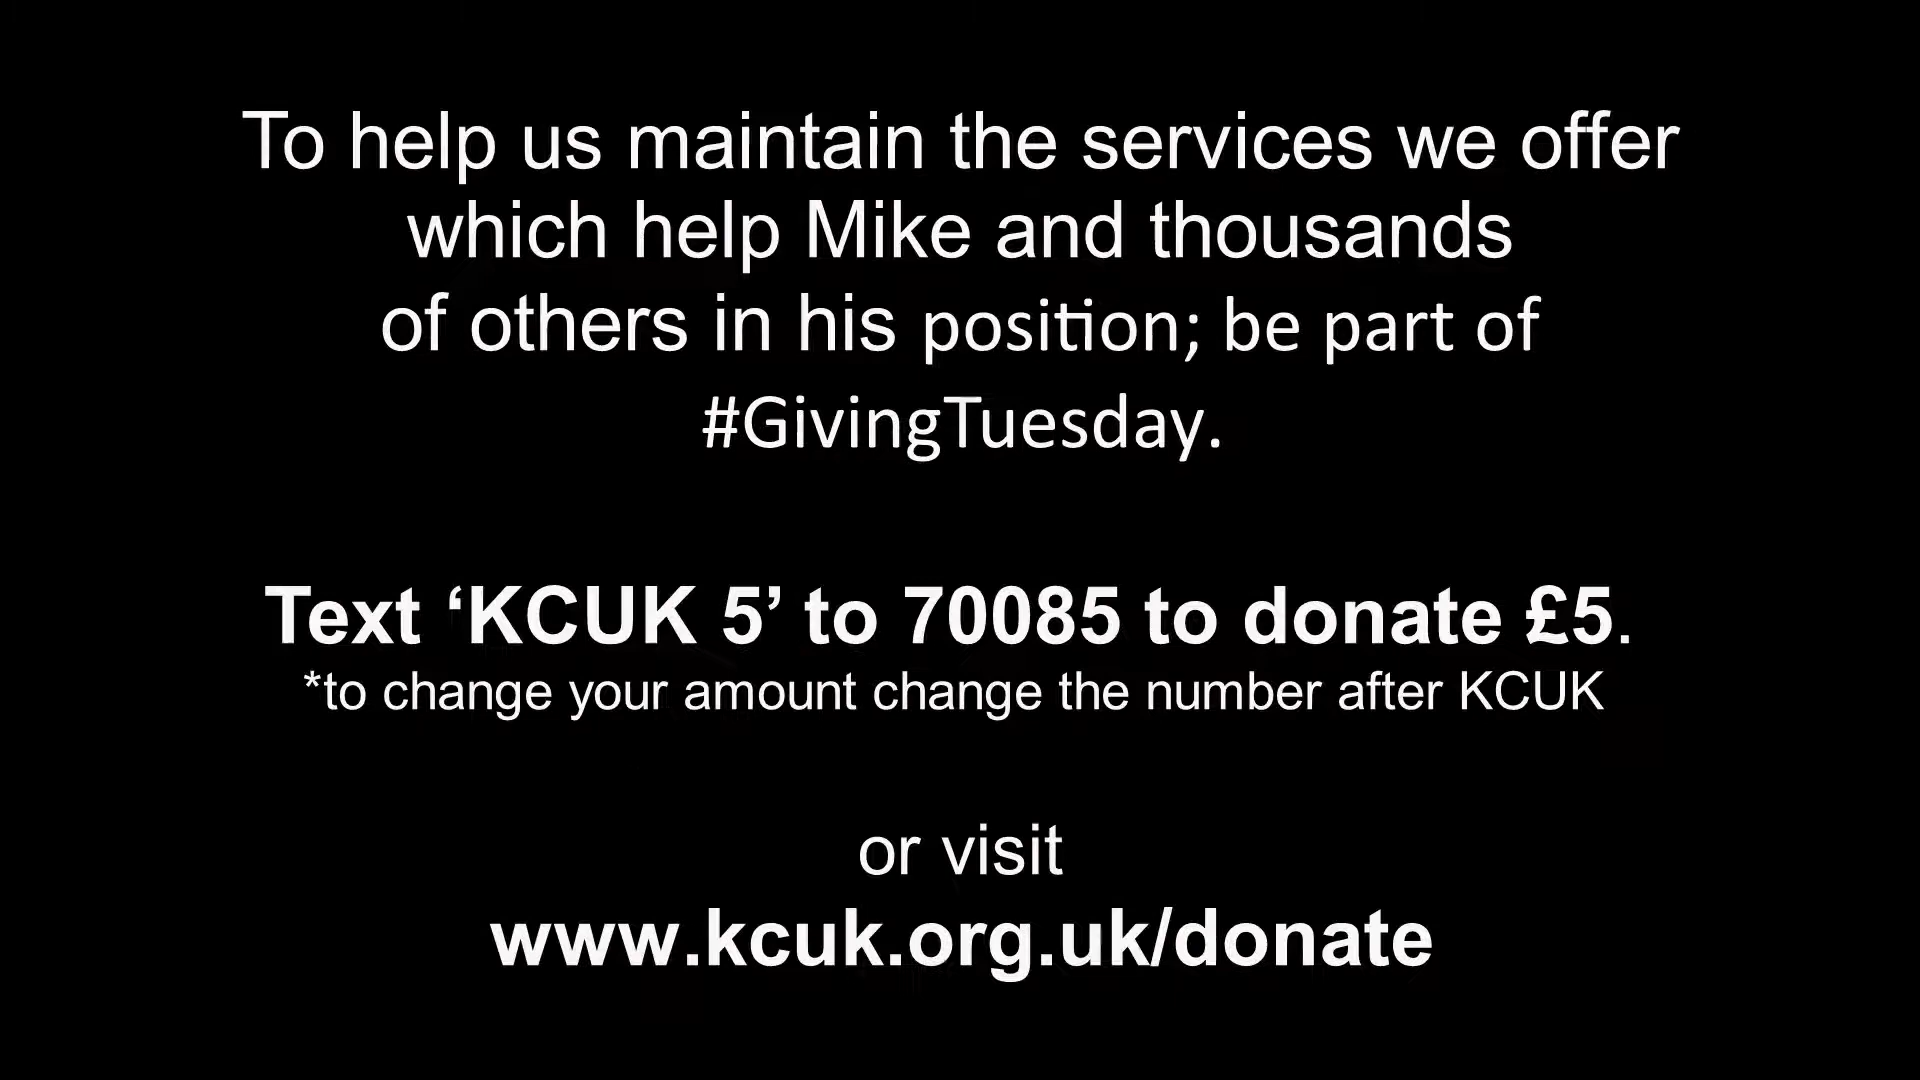 To help us maintain the services we offer
which help Mike and thousands
of others in his position; be part of
#GivingTuesday.
Text ‘KCUK 5’ to 70085 to donate £5.
*to change your amount change the number after KCUK
or visit
www.kcuk.org.uk/donate